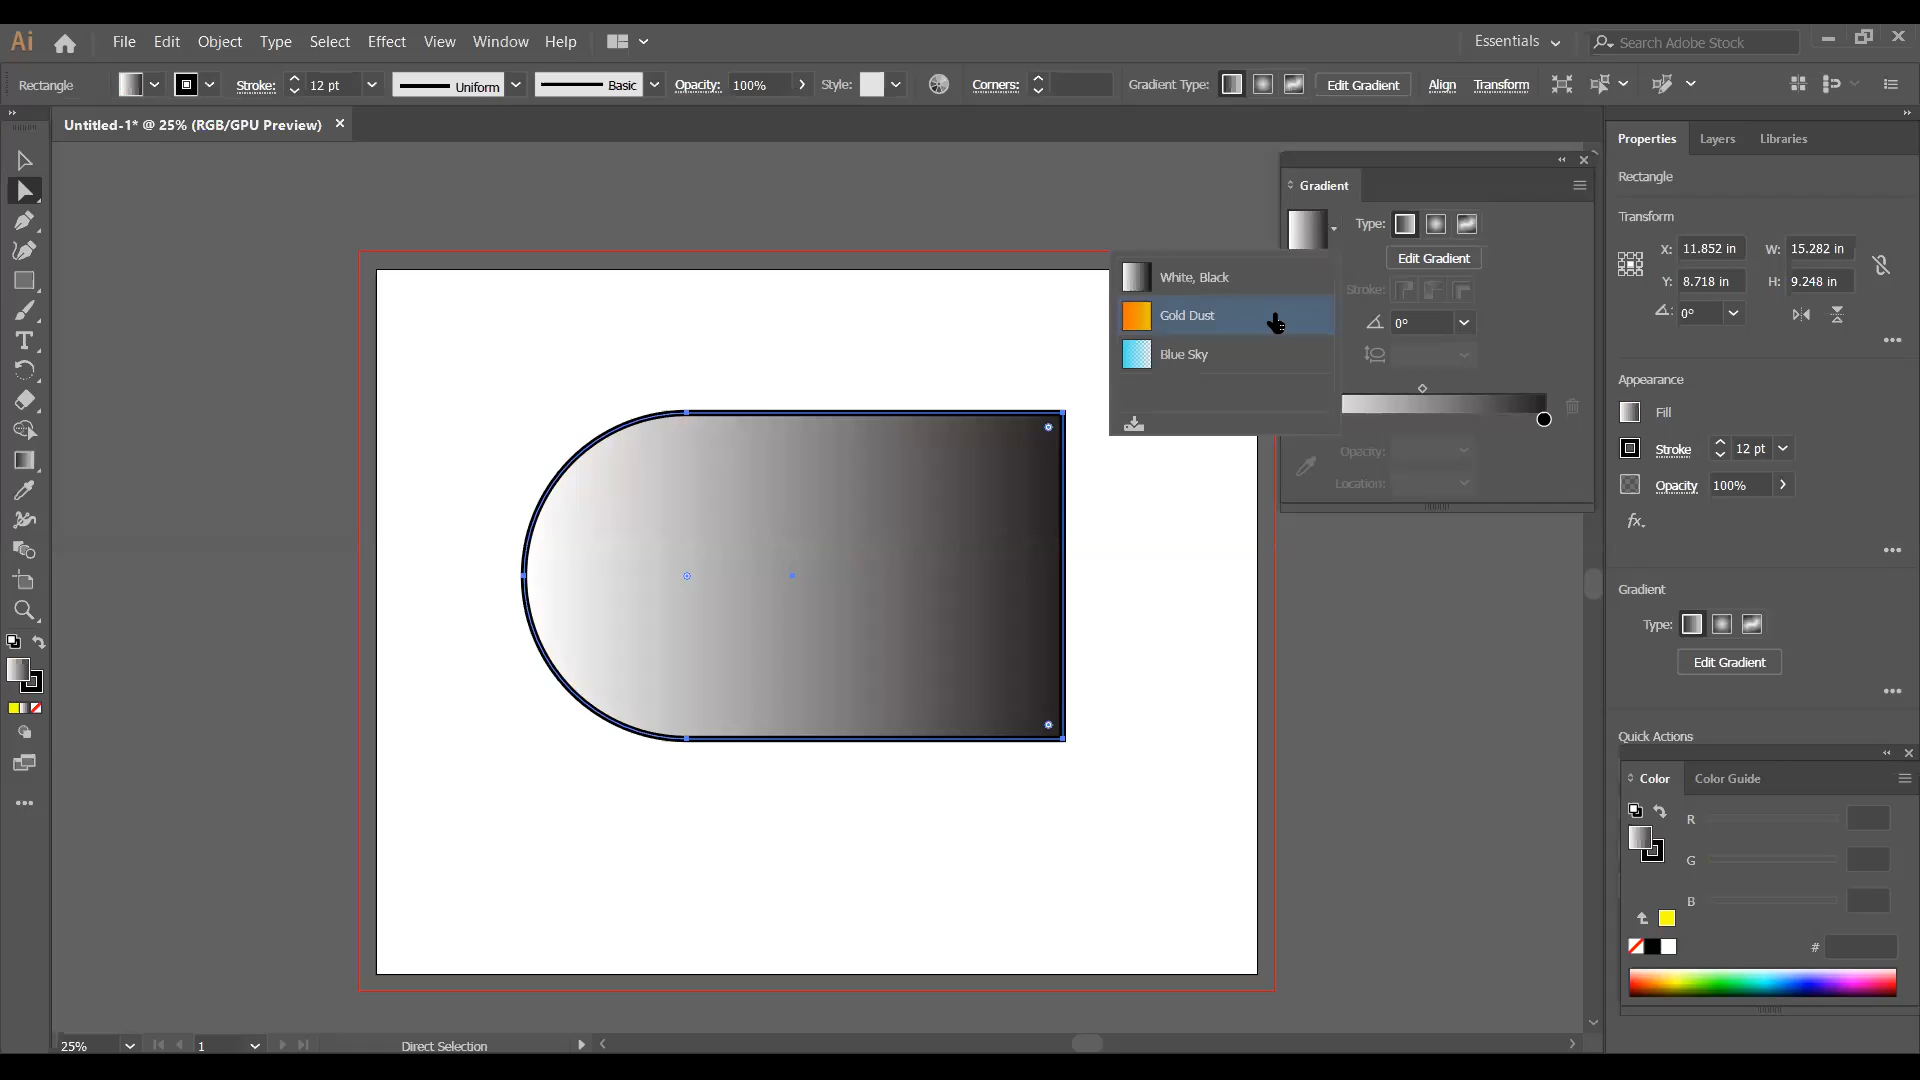 Ai File Edit Object Type Select Effect View Window Help Essentials Search Adobe Stock
Rectangle Stroke: 12 pt Uniform Basic Opacity: 100% Style: Corners: Gradient Type: Edit Gradient Align Transform
Untitled-1* @ 25% (RGB/GPU Preview)
Gradient
Type:
Edit Gradient
Stroke:
0°
Opacity:
Location:
White, Black
Gold Dust
Blue Sky
Properties Layers Libraries
Rectangle
Transform
X: 11.852 in W: 15.282 in
Y: 8.718 in H: 9.248 in
0°
Appearance
Fill
Stroke 12 pt
Opacity 100%
fx.
Gradient
Type:
Edit Gradient
Quick Actions
Color Color Guide
R
G
B
#
25% 1 Direct Selection